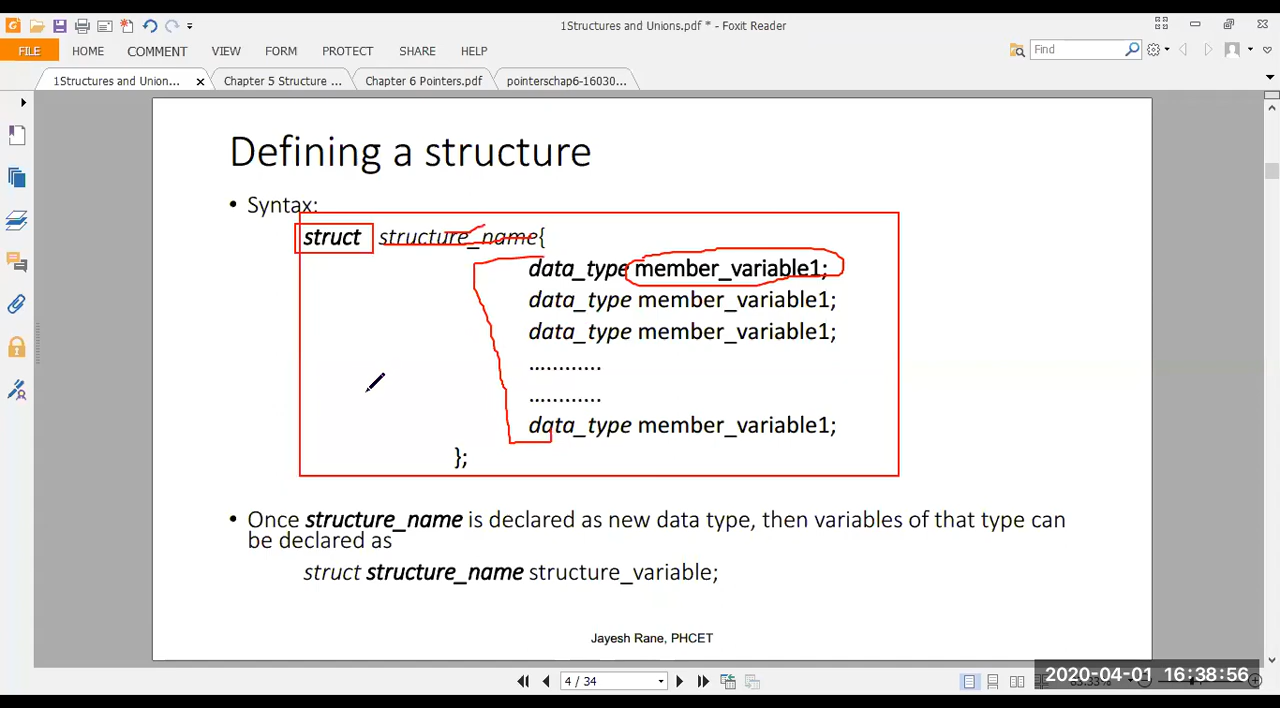 1Structures and Unions.pdf * - Foxit Reader
FILE HOME COMMENT VIEW FORM PROTECT SHARE HELP
Find
1Structures and Union... x Chapter 5 Structure ... Chapter 6 Pointers.pdf pointerschap6-16030...
Defining a structure
• Syntax:
struct structure_name{
data_type member_variable1;
data_type member_variable1;
data_type member_variable1;
............
............
data_type member_variable1;
};
• Once structure_name is declared as new data type, then variables of that type can
be declared as
struct structure_name structure_variable;
Jayesh Rane, PHCET
4 / 34
2020-04-01 16:38:56